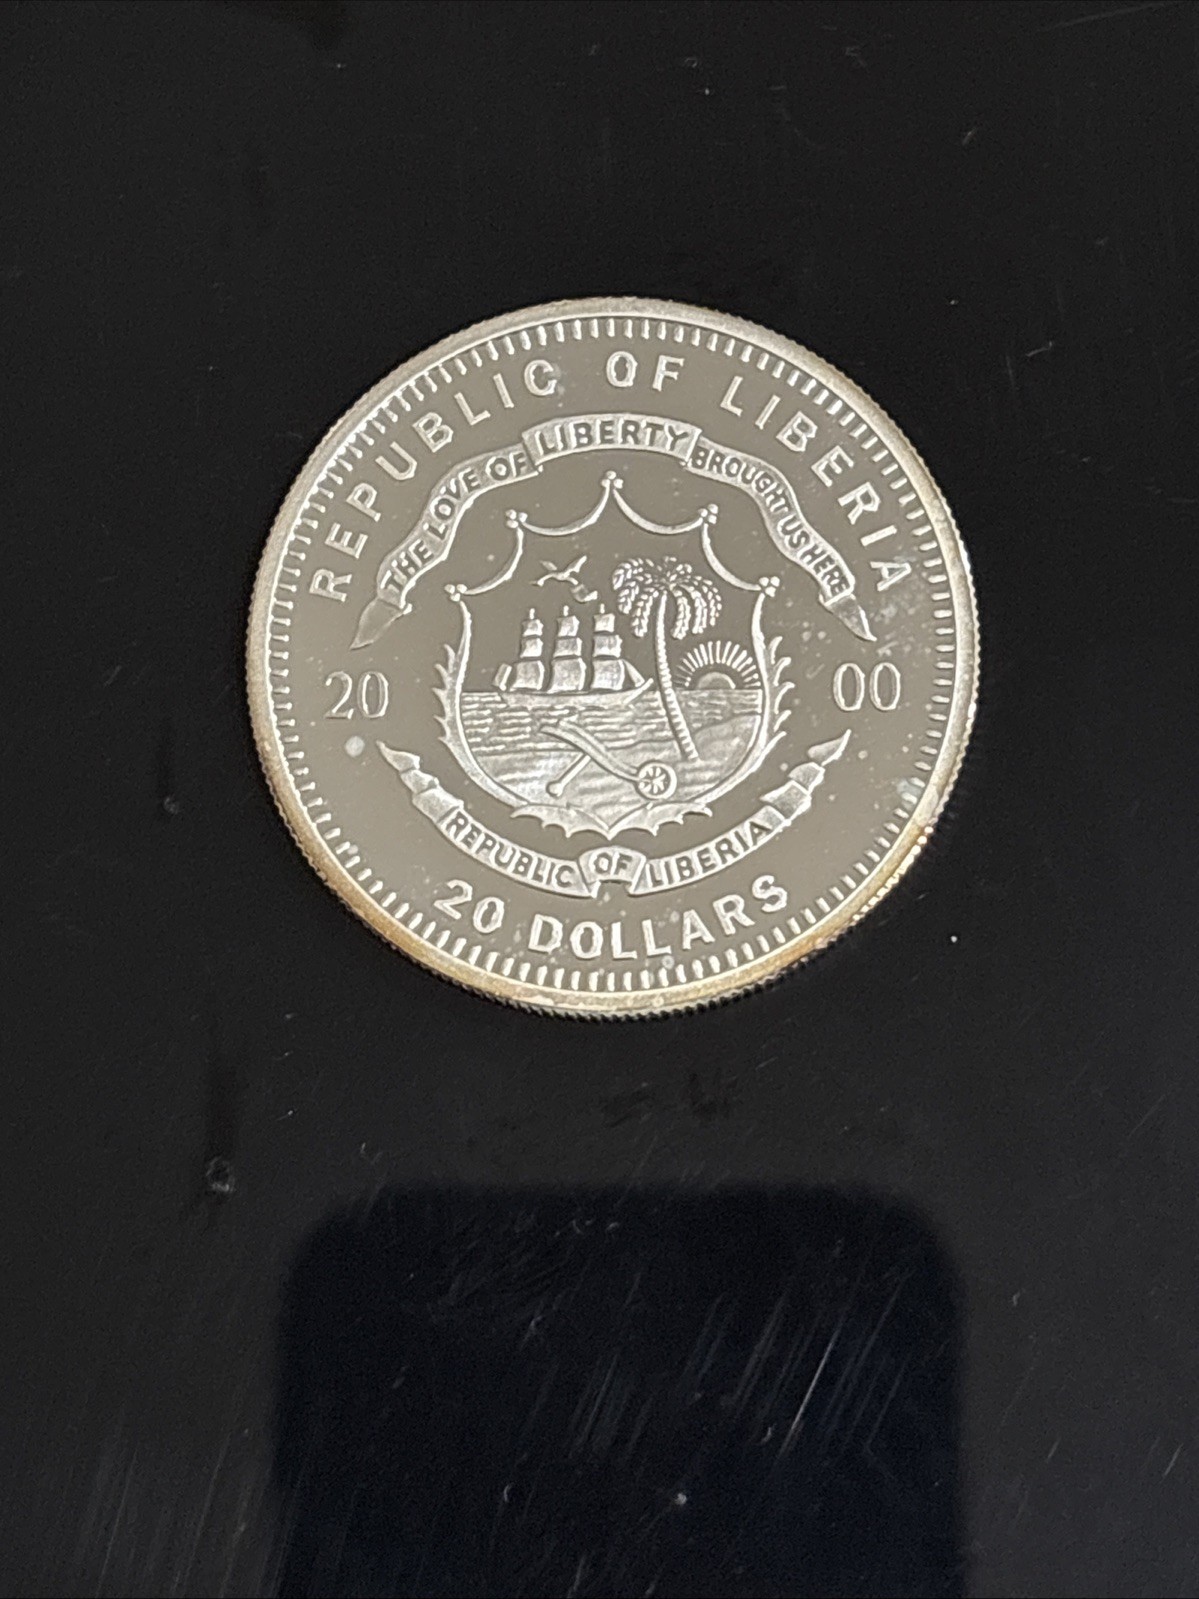 REPUBLIC OF LIBERIA
THE LOVE OF LIBERTY BROUGHT US HERE
20 00
REPUBLIC OF LIBERIA
20 DOLLARS